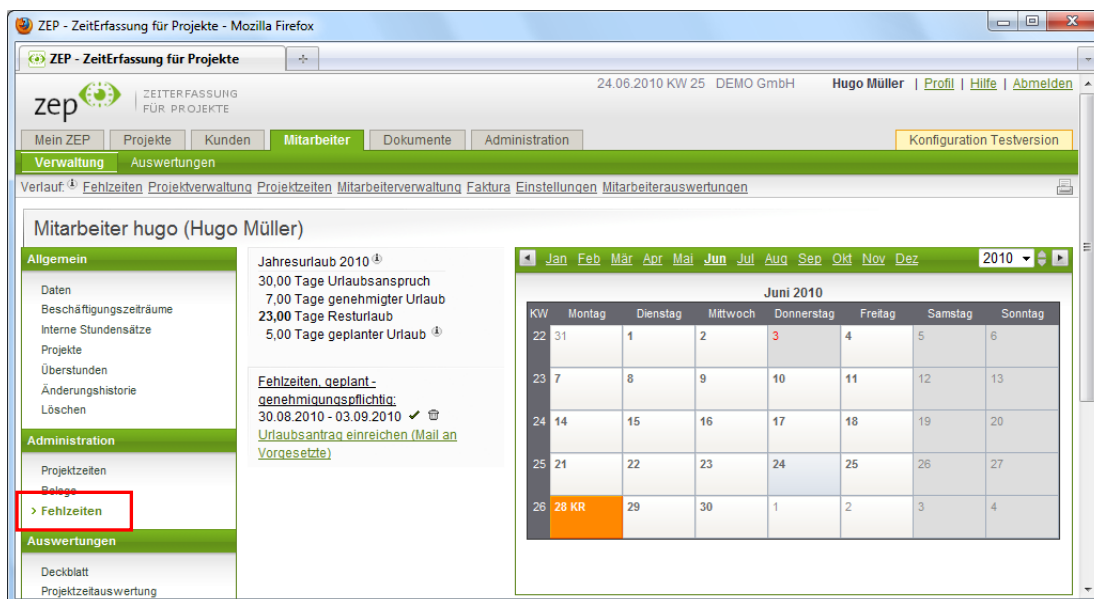 ZEP - ZeitErfassung für Projekte - Mozilla Firefox
ZEP - ZeitErfassung für Projekte
24.06.2010 KW 25 DEMO GmbH Hugo Müller | Profil | Hilfe | Abmelden
zep ZEITERFASSUNG
FÜR PROJEKTE
Mein ZEP Projekte Kunden Mitarbeiter Dokumente Administration Konfiguration Testversion
Verwaltung Auswertungen
Verlauf: Fehlzeiten Projektverwaltung Projektzeiten Mitarbeiterverwaltung Faktura Einstellungen Mitarbeiterauswertungen
Mitarbeiter hugo (Hugo Müller)
Allgemein
Daten
Beschäftigungszeiträume
Interne Stundensätze
Projekte
Überstunden
Änderungshistorie
Löschen
Administration
Projektzeiten
Belege
> Fehlzeiten
Auswertungen
Deckblatt
Projektzeitauswertung
Jahresurlaub 2010
30,00 Tage Urlaubsanspruch
7,00 Tage genehmigter Urlaub
23,00 Tage Resturlaub
5,00 Tage geplanter Urlaub
Fehlzeiten, geplant -
genehmigungspflichtig:
30.08.2010 - 03.09.2010
Urlaubsantrag einreichen (Mail an
Vorgesetzte)
Jan Feb Mär Apr Mai Jun Jul Aug Sep Okt Nov Dez 2010
Juni 2010
KW Montag Dienstag Mittwoch Donnerstag Freitag Samstag Sonntag
22 31 1 2 3 4 5 6
23 7 8 9 10 11 12 13
24 14 15 16 17 18 19 20
25 21 22 23 24 25 26 27
26 28 KR 29 30 1 2 3 4